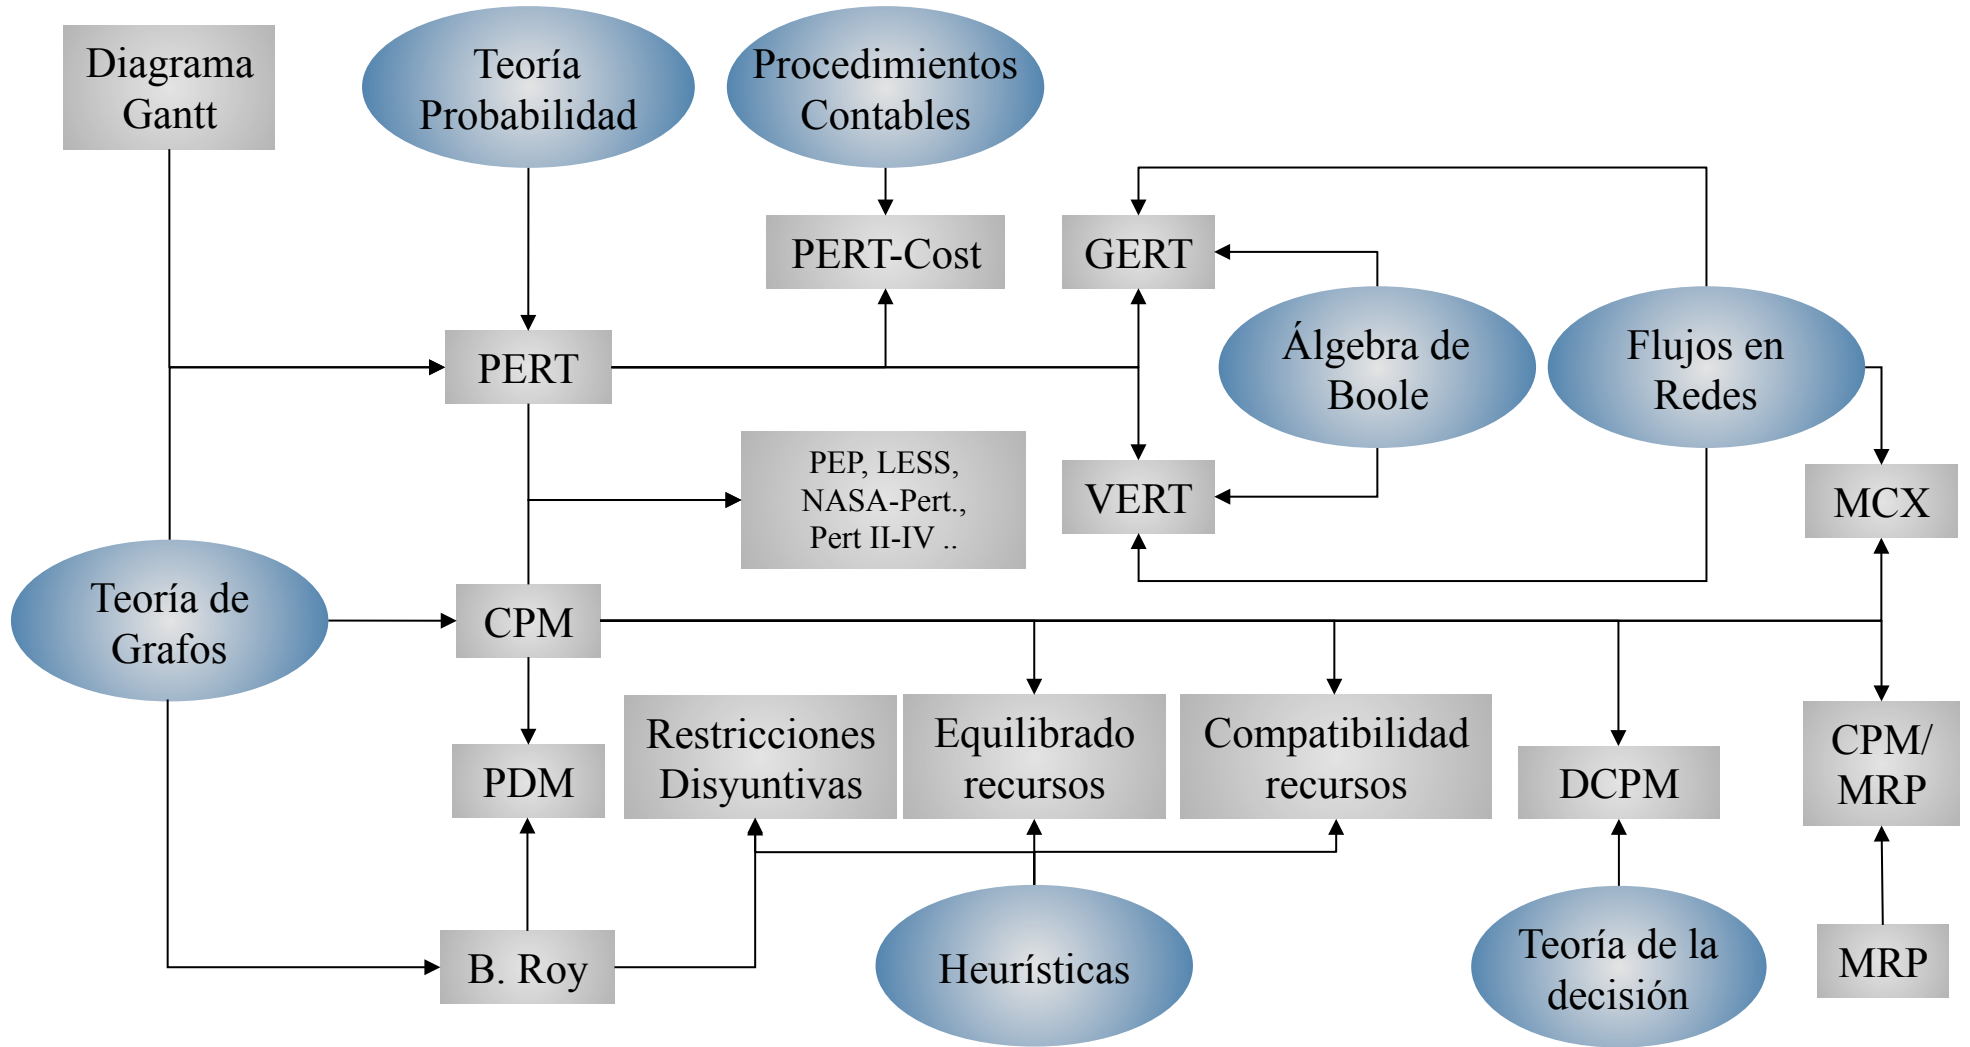 Diagrama
Gantt
Teoría
Probabilidad
Procedimientos
Contables
PERT-Cost
GERT
PERT
Álgebra de
Boole
Flujos en
Redes
PEP, LESS,
NASA-Pert.,
Pert II-IV ..
VERT
MCX
Teoría de
Grafos
CPM
PDM
Restricciones
Disyuntivas
Equilibrado
recursos
Compatibilidad
recursos
DCPM
CPM/
MRP
B. Roy
Heurísticas
Teoría de la
decisión
MRP